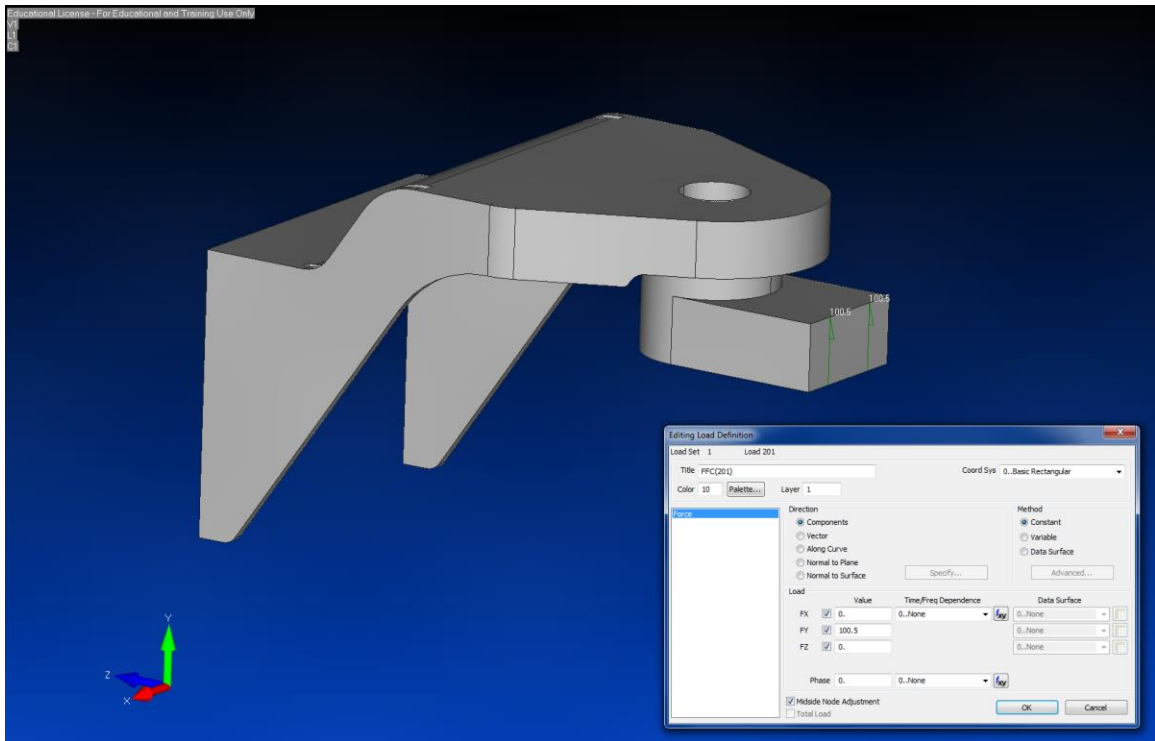 Educational License - For Educational and Training Use Only
V1
L1
C1
100.5
100.5
Y
Z
X
Editing Load Definition
Load Set 1 Load 201
Title FFC(201) Coord Sys 0..Basic Rectangular
Color 10 Palette... Layer 1
Force
Direction
Components
Vector
Along Curve
Normal to Plane
Normal to Surface
Specify...
Method
Constant
Variable
Data Surface
Advanced...
Load
Value Time/Freq Dependence Data Surface
FX 0. 0..None 0..None
FY 100.5 0..None
FZ 0. 0..None
Phase 0. 0..None
Midside Node Adjustment
Total Load
OK Cancel